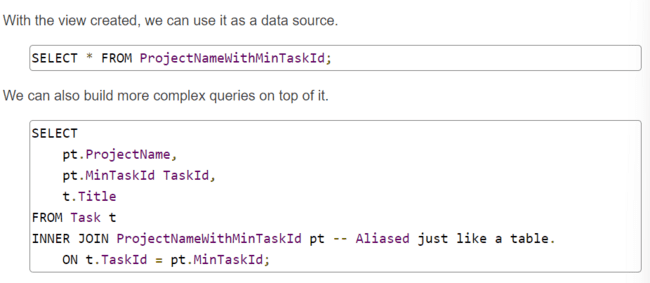 With the view created, we can use it as a data source.
SELECT * FROM ProjectNameWithMinTaskId;
We can also build more complex queries on top of it.
SELECT
    pt.ProjectName,
    pt.MinTaskId TaskId,
    t.Title
FROM Task t
INNER JOIN ProjectNameWithMinTaskId pt -- Aliased just like a table.
    ON t.TaskId = pt.MinTaskId;